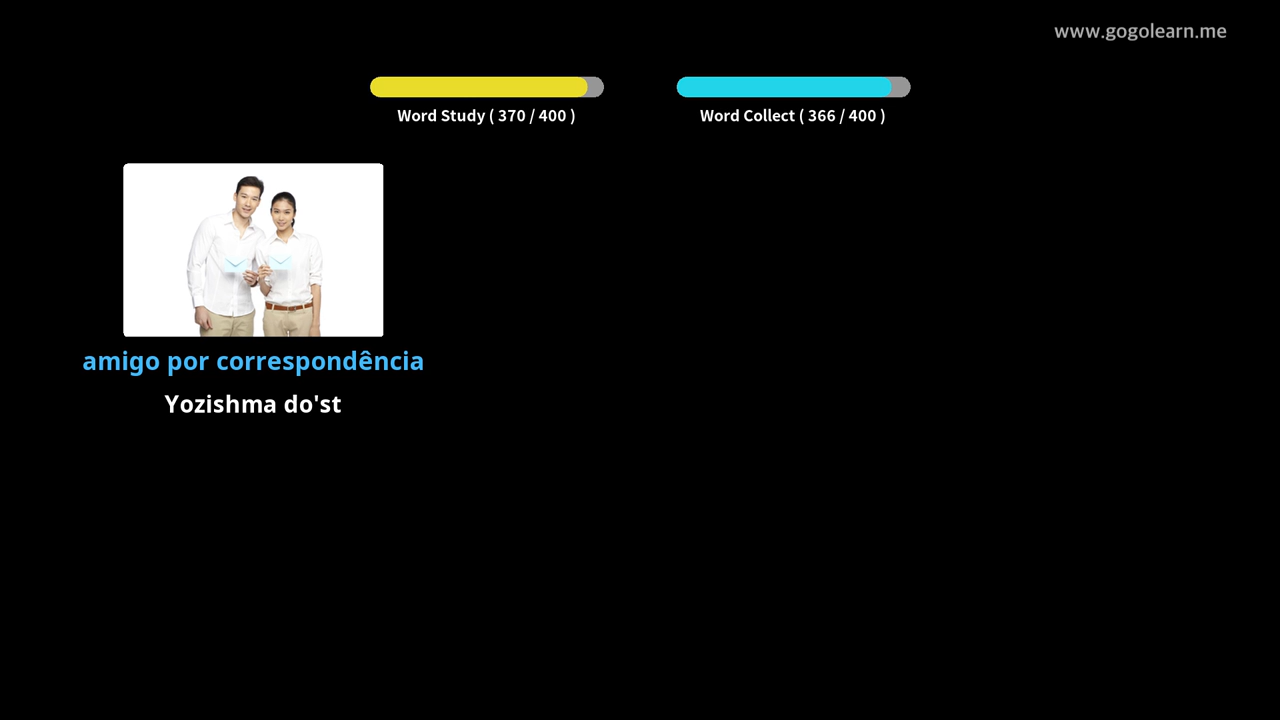 www.gogolearn.me
Word Study ( 370 / 400 )
Word Collect ( 366 / 400 )
amigo por correspondência
Yozishma do'st